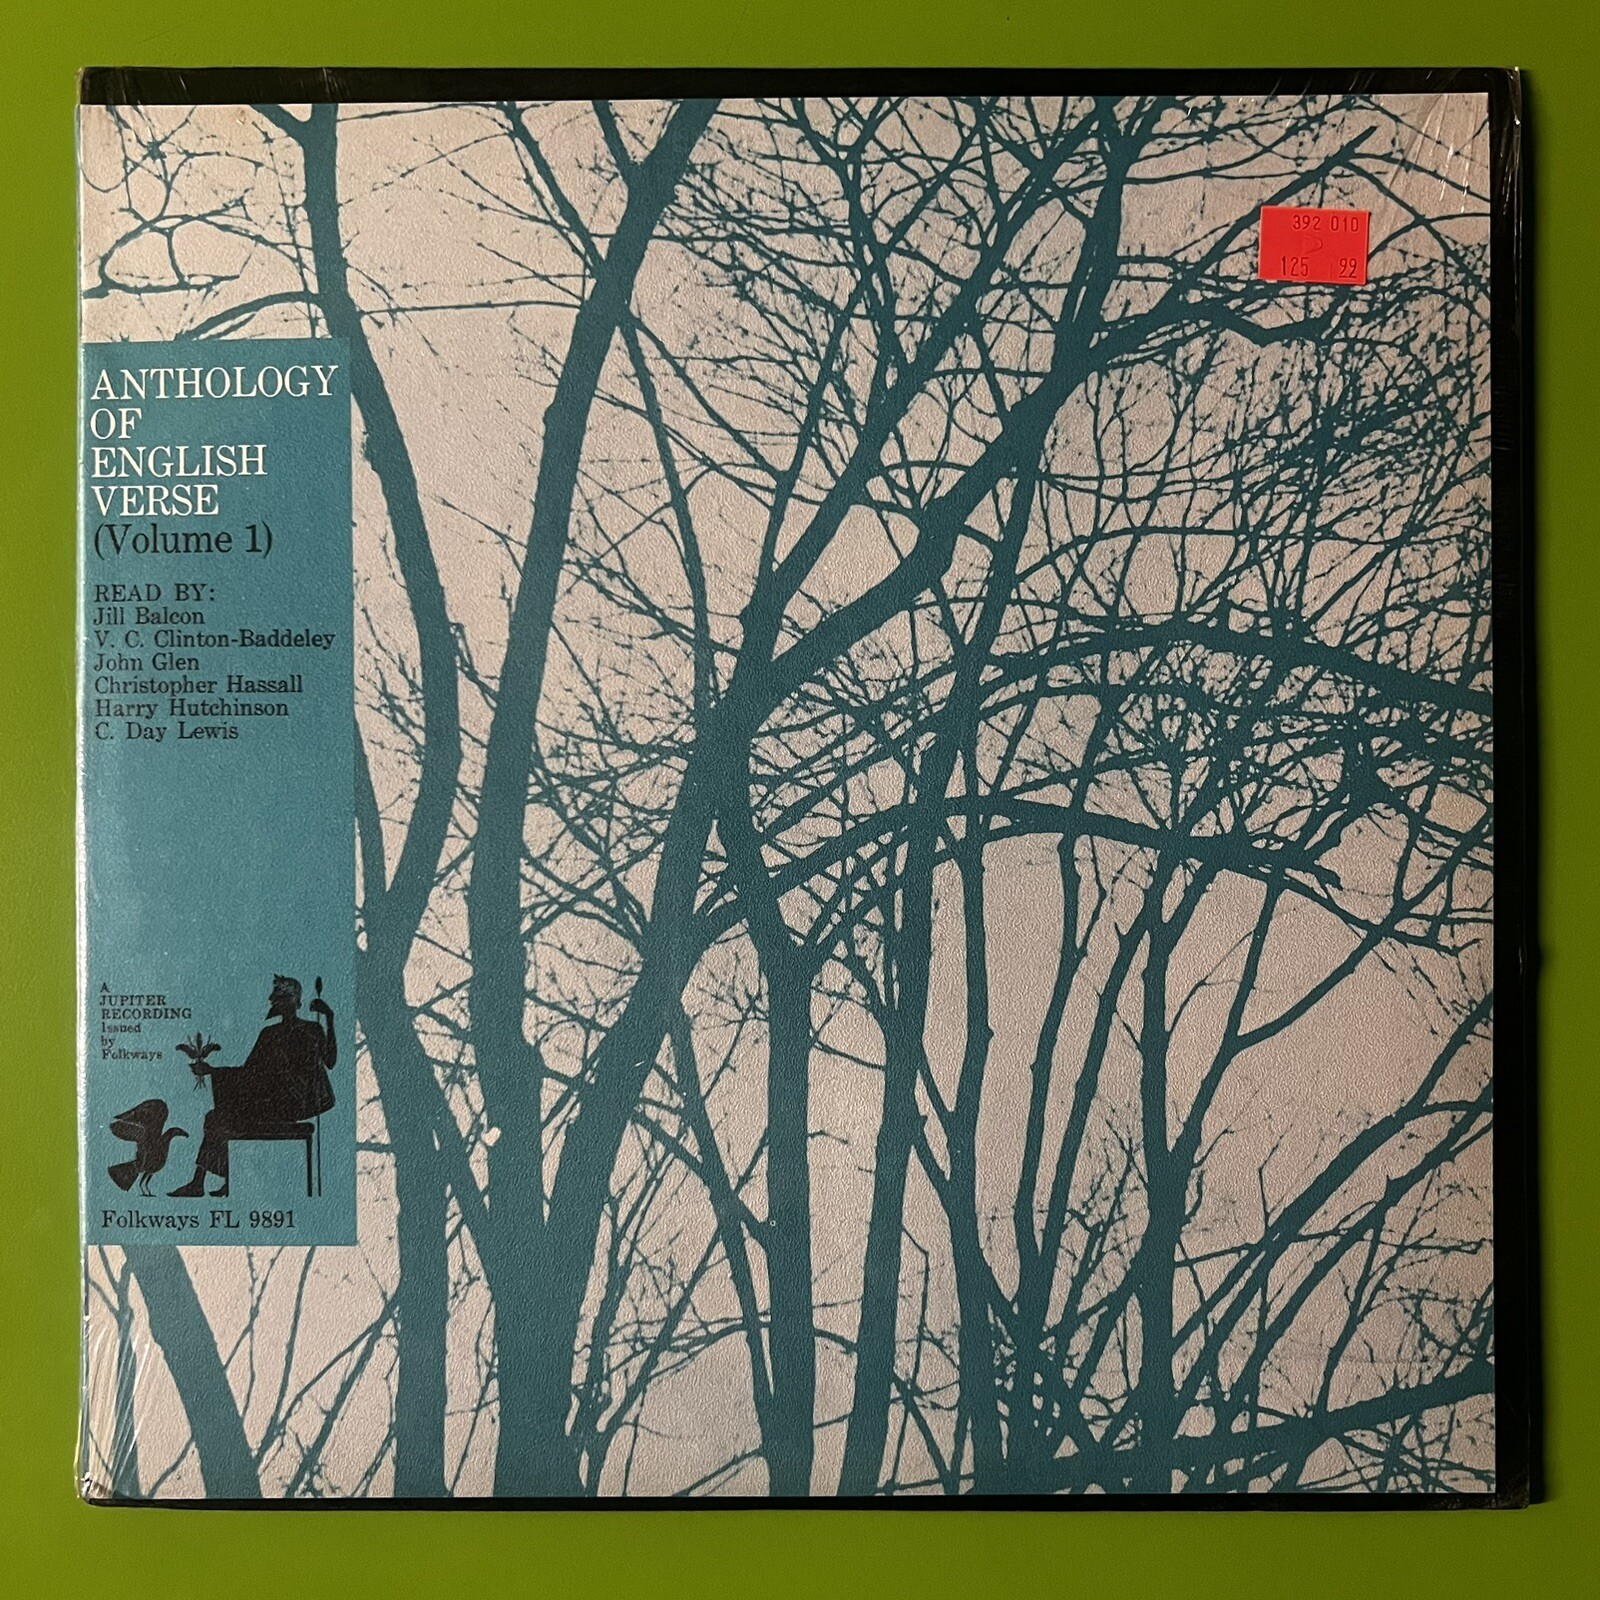 392 010
125 99
ANTHOLOGY
OF
ENGLISH
VERSE
(Volume 1)
READ BY:
Jill Balcon
V. C. Clinton-Baddeley
John Glen
Christopher Hassall
Harry Hutchinson
C. Day Lewis
A
JUPITER
RECORDING
Issued
by
Folkways
Folkways FL 9891